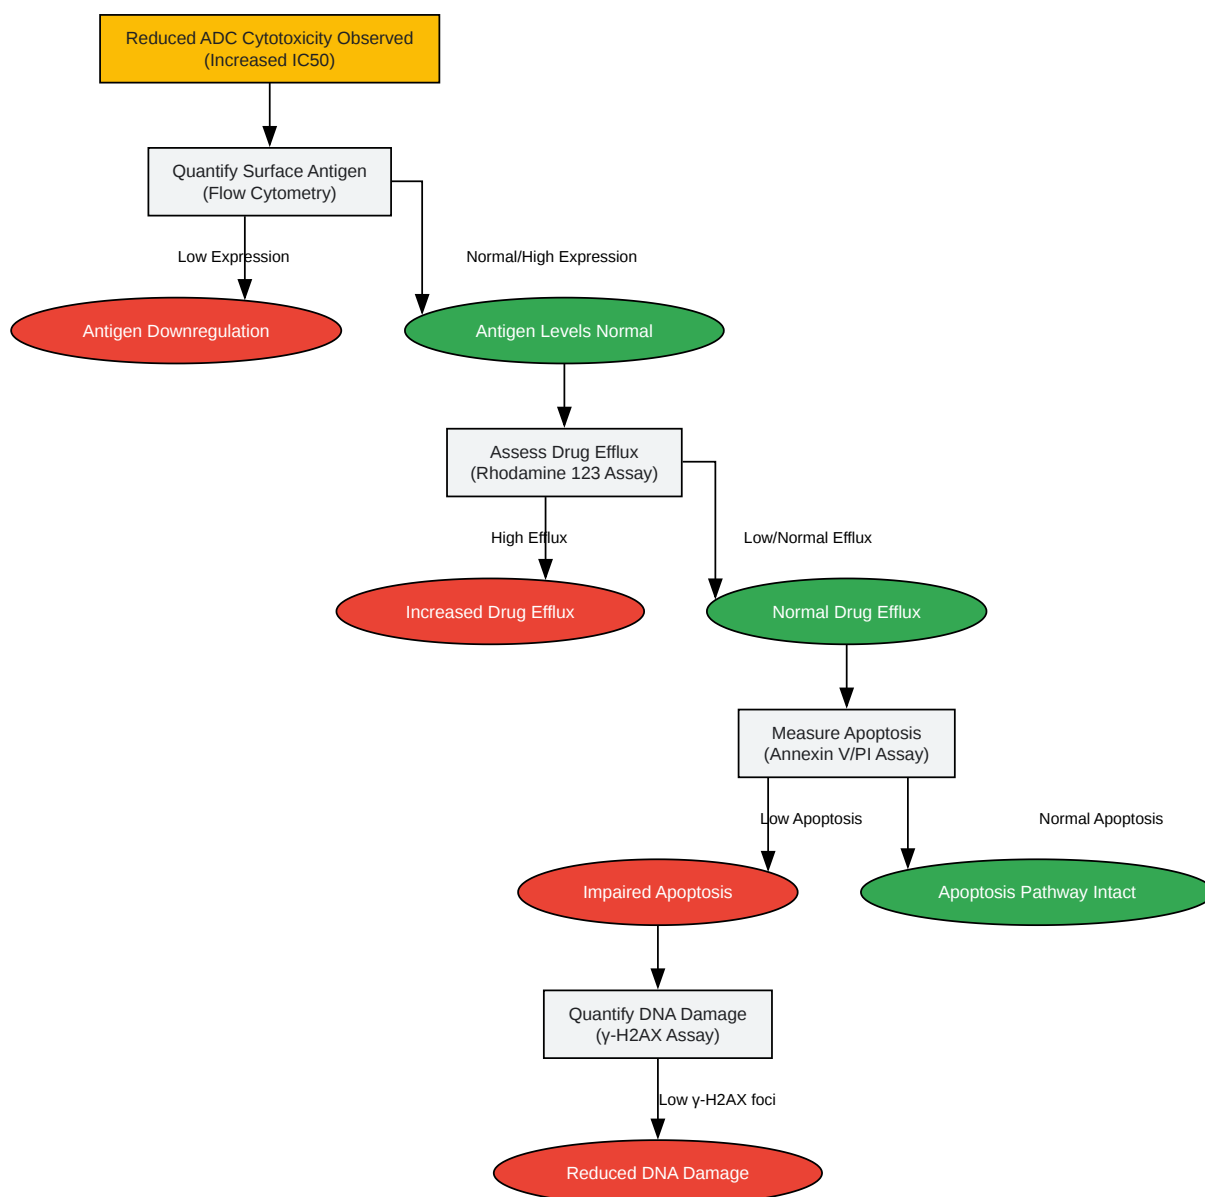 Reduced ADC Cytotoxicity Observed
(Increased IC50)
Quantify Surface Antigen
(Flow Cytometry)
Low Expression
Normal/High Expression
Antigen Downregulation
Antigen Levels Normal
Assess Drug Efflux
(Rhodamine 123 Assay)
High Efflux
Low/Normal Efflux
Increased Drug Efflux
Normal Drug Efflux
Measure Apoptosis
(Annexin V/PI Assay)
Low Apoptosis
Normal Apoptosis
Impaired Apoptosis
Apoptosis Pathway Intact
Quantify DNA Damage
(γ-H2AX Assay)
Low γ-H2AX foci
Reduced DNA Damage